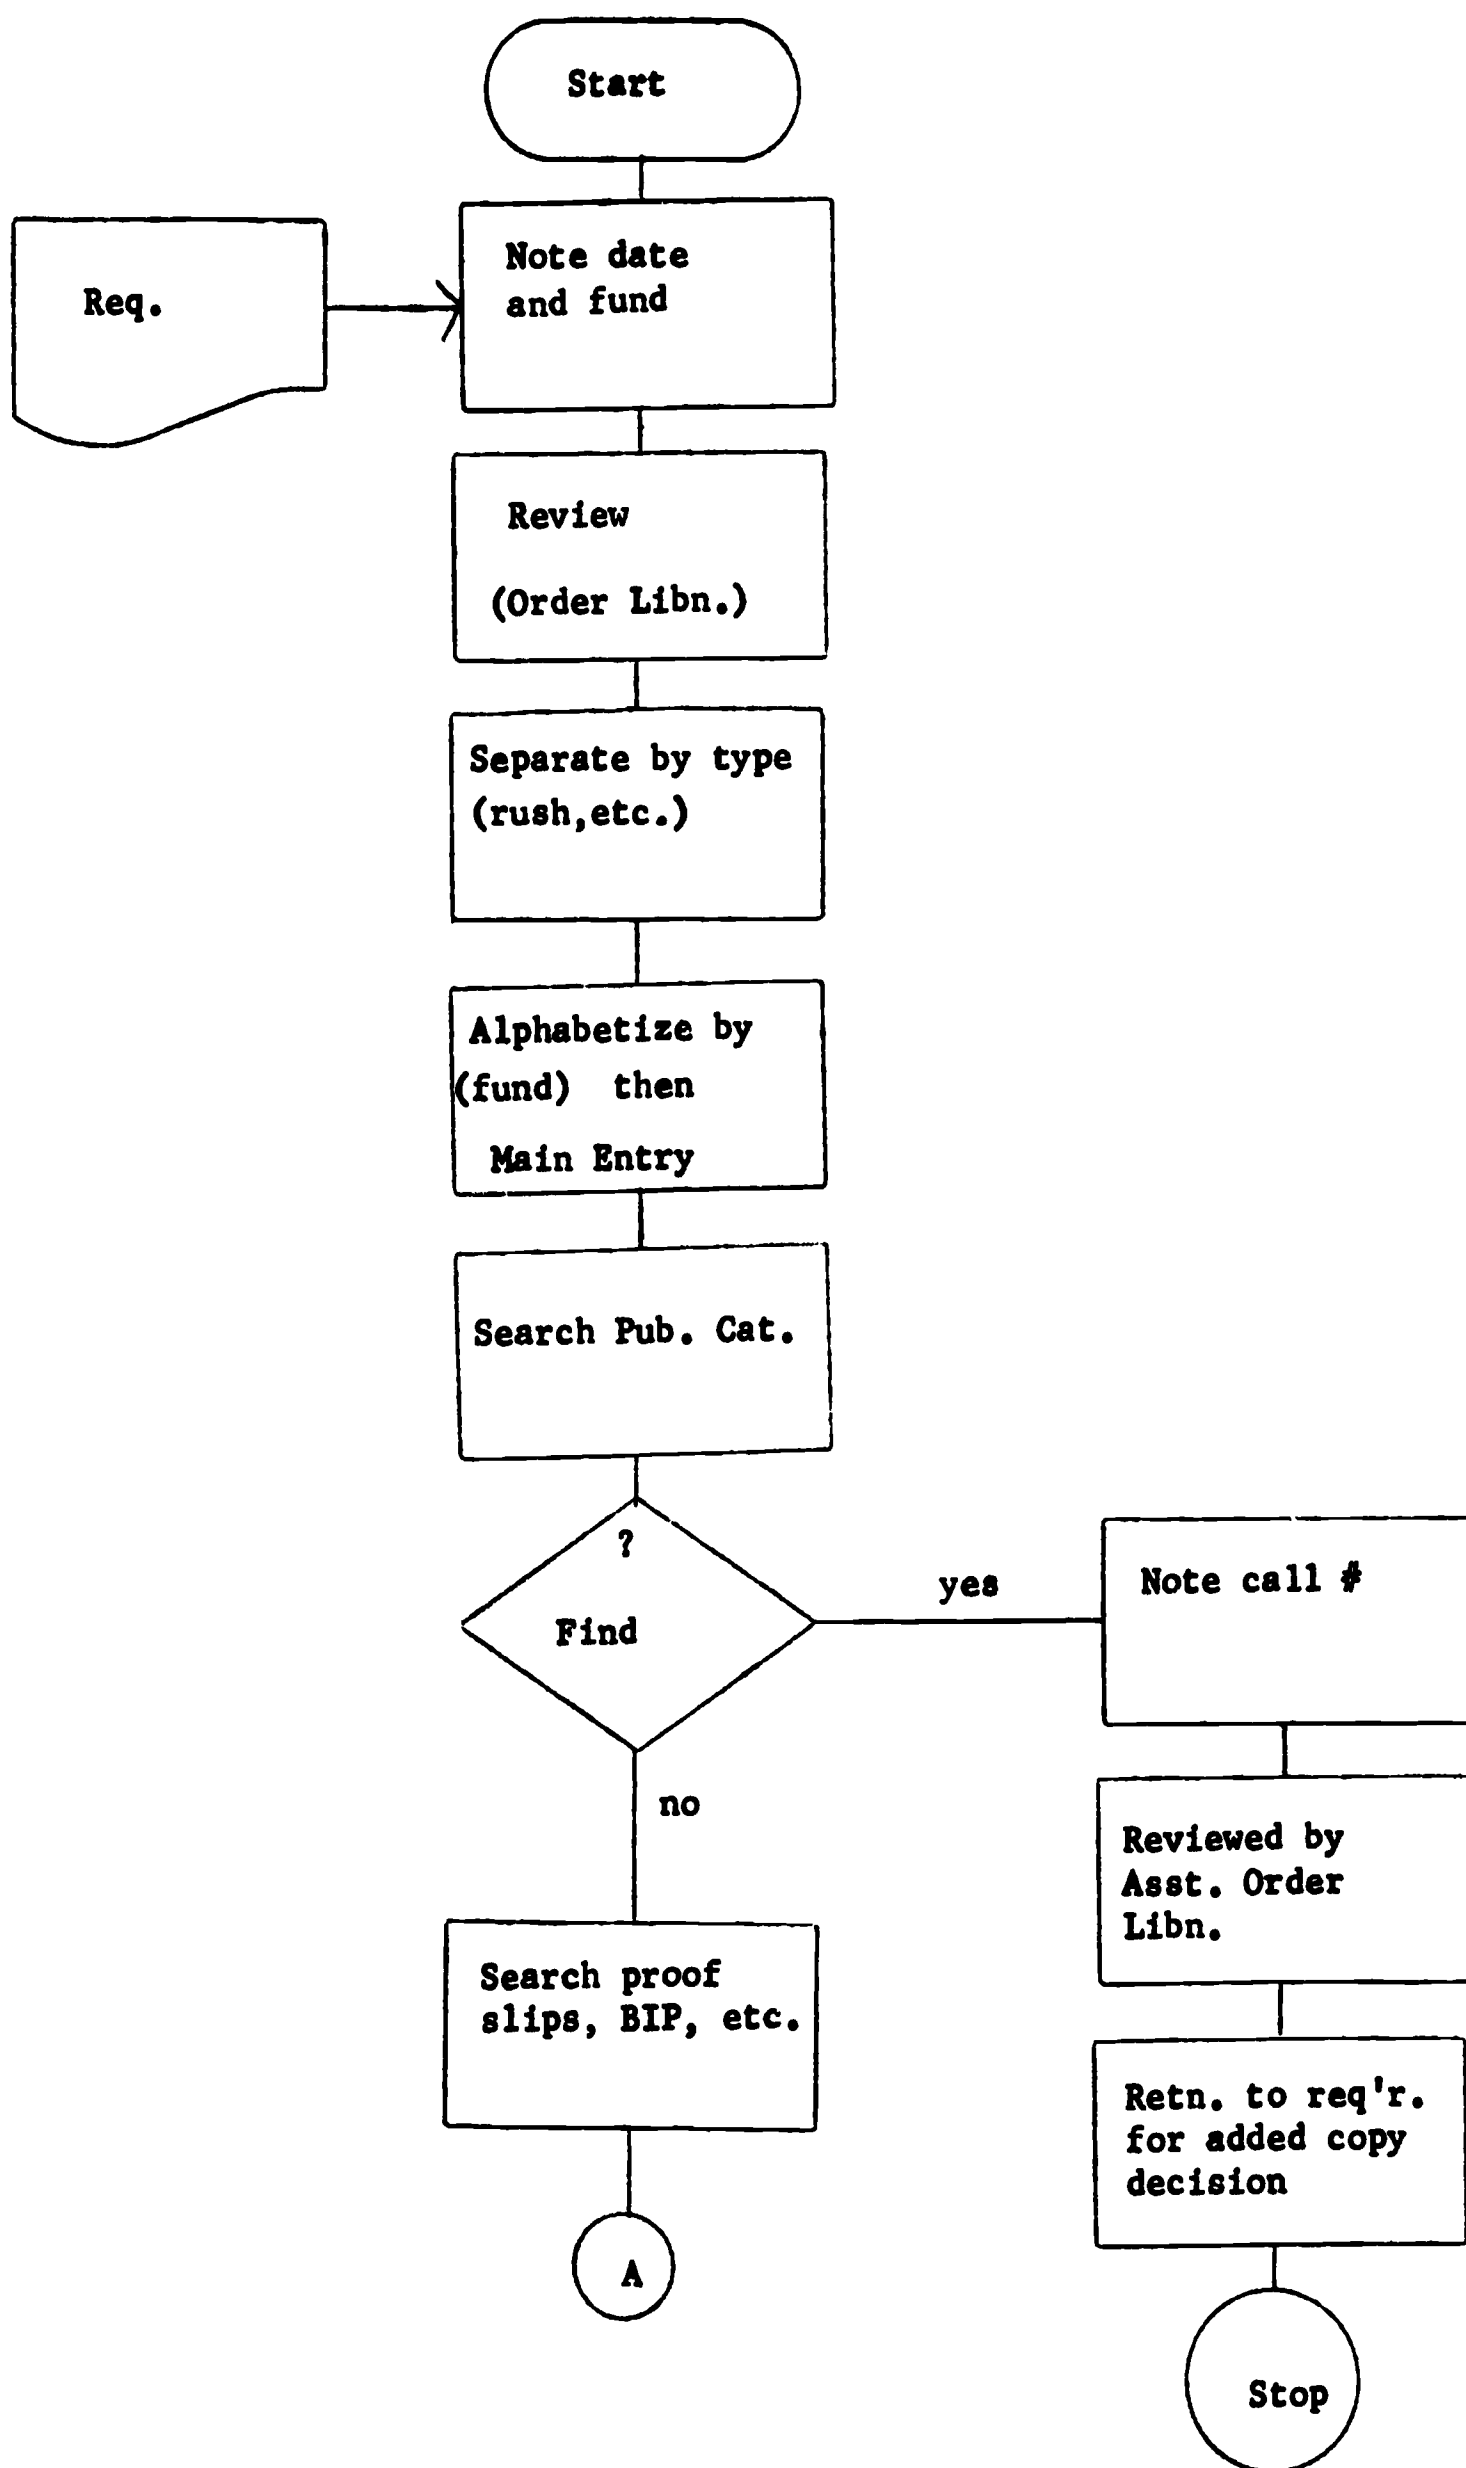 Start
Req.
Note date
and fund
Review
(Order Libn.)
Separate by type
(rush,etc.)
Alphabetize by
(fund) then
Main Entry
Search Pub. Cat.
?
Find
yes
Note call #
no
Reviewed by
Asst. Order
Libn.
Search proof
slips, BIP, etc.
Retn. to req'r.
for added copy
decision
A
Stop